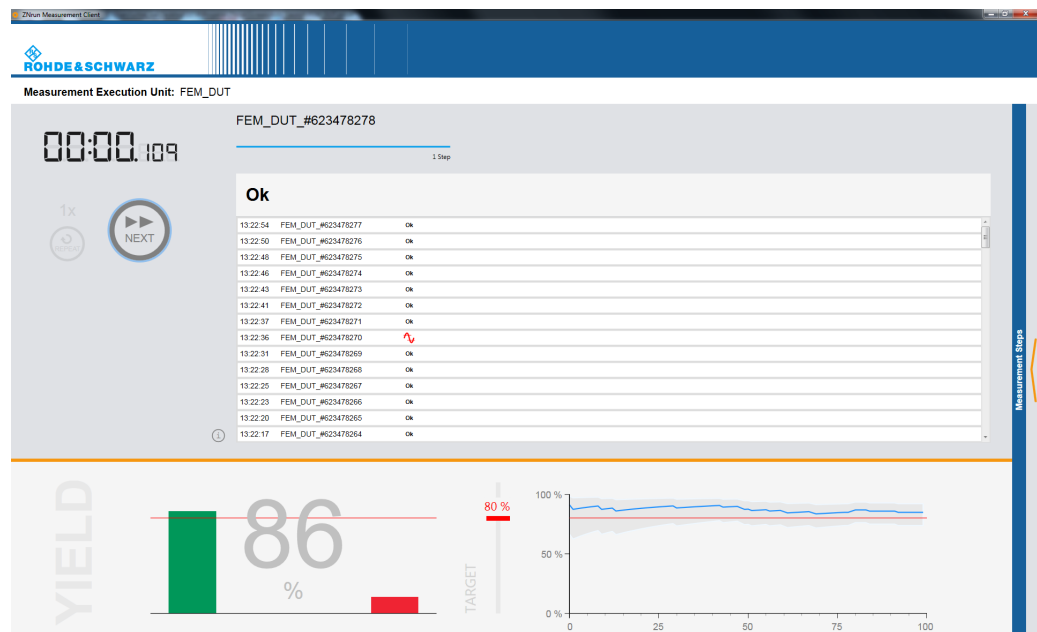 ZNrun Measurement Client
ROHDE&SCHWARZ
Measurement Execution Unit: FEM_DUT
00:00.109
FEM_DUT_#623478278
1 Step
1x
REPEAT
NEXT
Ok
13:22:54 FEM_DUT_#623478277 Ok
13:22:50 FEM_DUT_#623478276 Ok
13:22:48 FEM_DUT_#623478275 Ok
13:22:46 FEM_DUT_#623478274 Ok
13:22:43 FEM_DUT_#623478273 Ok
13:22:41 FEM_DUT_#623478272 Ok
13:22:37 FEM_DUT_#623478271 Ok
13:22:36 FEM_DUT_#623478270
13:22:31 FEM_DUT_#623478269 Ok
13:22:28 FEM_DUT_#623478268 Ok
13:22:25 FEM_DUT_#623478267 Ok
13:22:23 FEM_DUT_#623478266 Ok
13:22:20 FEM_DUT_#623478265 Ok
13:22:17 FEM_DUT_#623478264 Ok
Measurement Steps
YIELD
86
%
80 %
TARGET
100 %
50 %
0 %
0 25 50 75 100